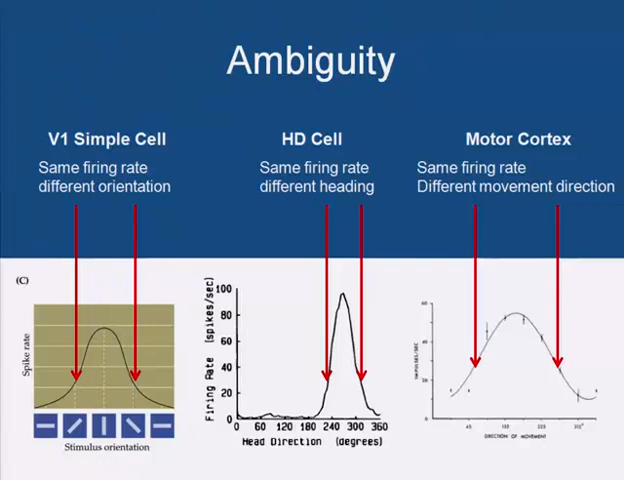 Ambiguity
V1 Simple Cell
Same firing rate
different orientation
HD Cell
Same firing rate
different heading
Motor Cortex
Same firing rate
Different movement direction
(C)
Spike rate
Stimulus orientation
Firing Rate (spikes/sec)
100
80
60
40
20
0
0 60 120 180 240 300 360
Head Direction (degrees)
IMPULSES/SEC
60
20
DIRECTION OF MOVEMENT